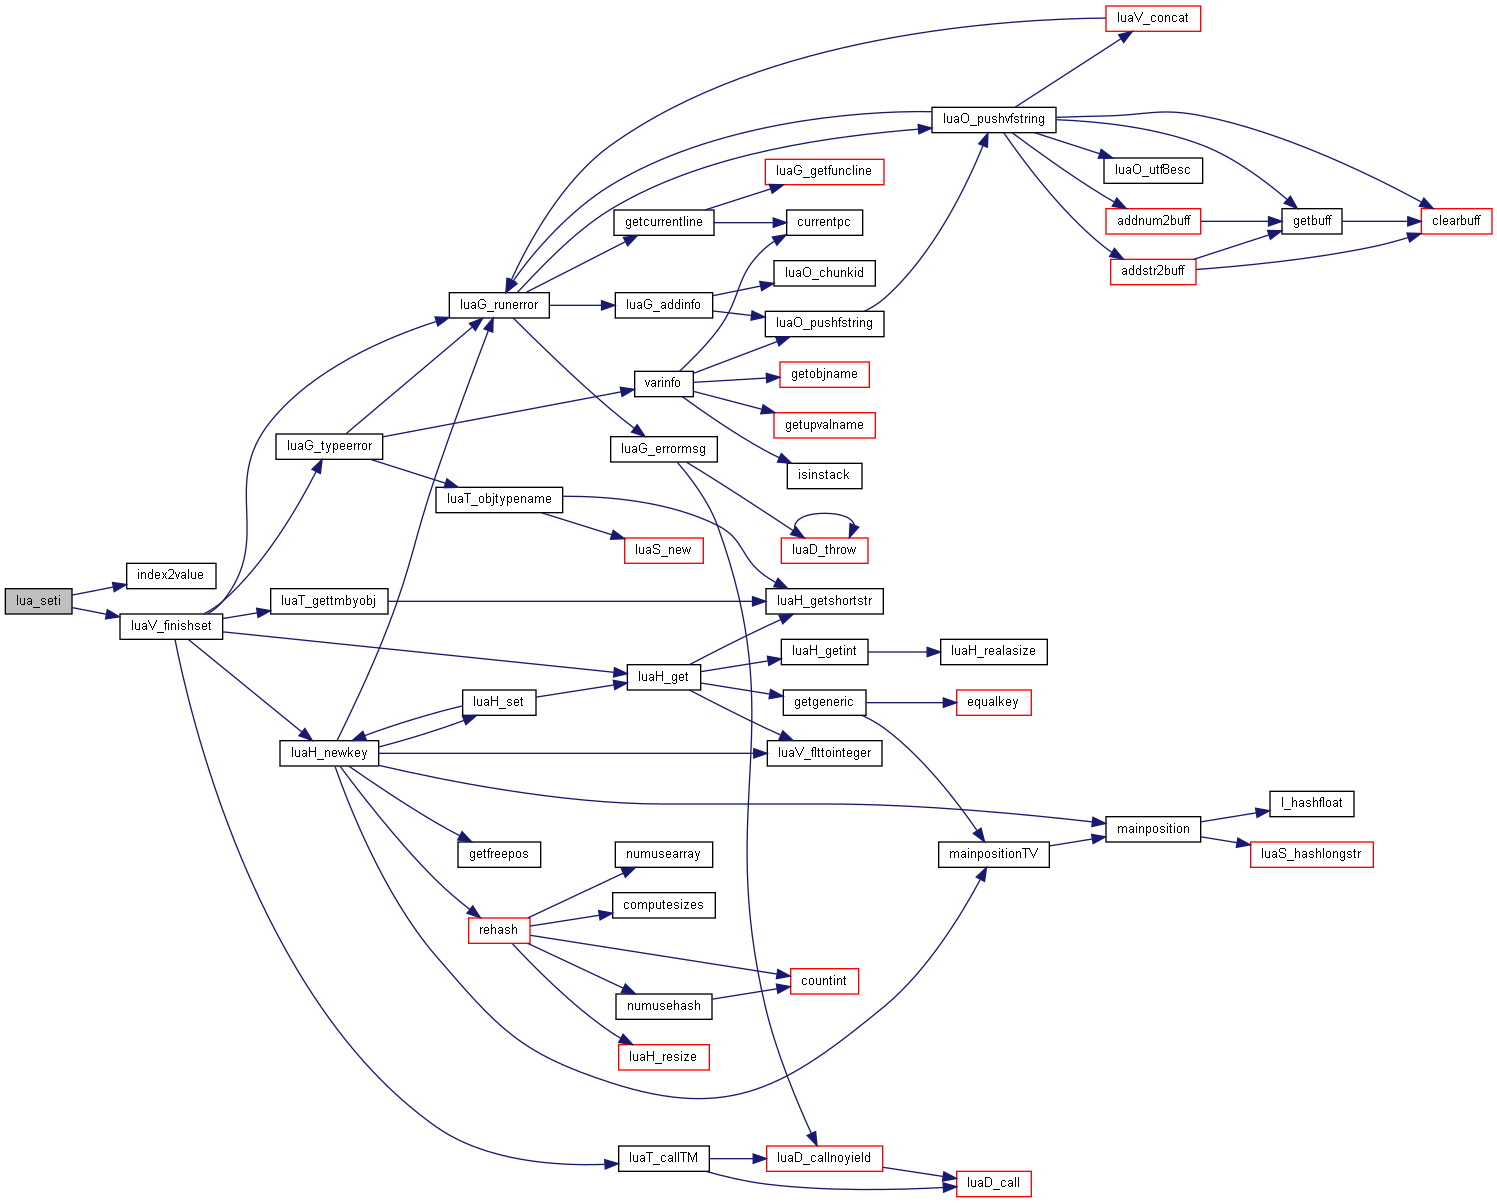 luaV_concat
luaO_pushvfstring
luaG_getfuncline
luaO_utf8esc
getcurrentline
currentpc
addnum2buff
getbuff
clearbuff
luaO_chunkid
addstr2buff
luaG_runerror
luaG_addinfo
luaO_pushfstring
varinfo
getobjname
getupvalname
luaG_typeerror
luaG_errormsg
isinstack
luaT_objtypename
luaS_new
luaD_throw
index2value
lua_seti
luaT_gettmbyobj
luaH_getshortstr
luaV_finishset
luaH_getint
luaH_realasize
luaH_get
luaH_set
getgeneric
equalkey
luaH_newkey
luaV_flttointeger
l_hashfloat
mainposition
getfreepos
numusearray
mainpositionTV
luaS_hashlongstr
computesizes
rehash
countint
numusehash
luaH_resize
luaT_callTM
luaD_callnoyield
luaD_call